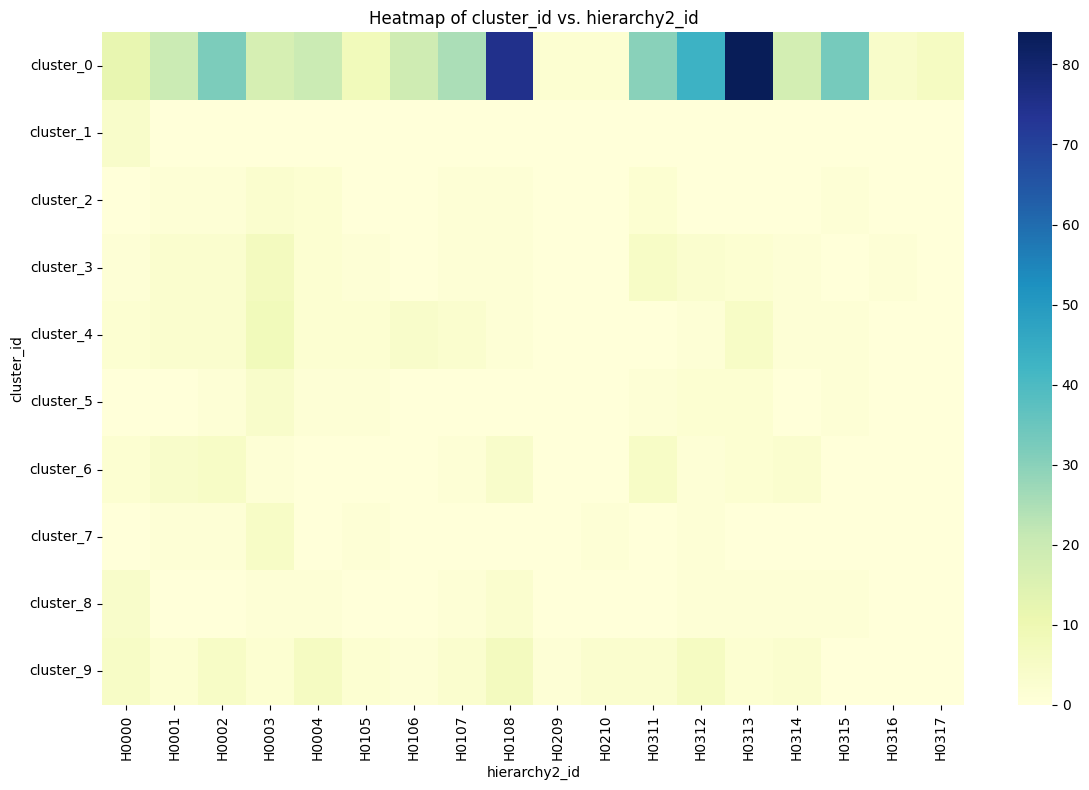 Heatmap of cluster_id vs. hierarchy2_id
cluster_id
cluster_0
cluster_1
cluster_2
cluster_3
cluster_4
cluster_5
cluster_6
cluster_7
cluster_8
cluster_9
H0000
H0001
H0002
H0003
H0004
H0105
H0106
H0107
H0108
H0209
H0210
H0311
H0312
H0313
H0314
H0315
H0316
H0317
hierarchy2_id
80
70
60
50
40
30
20
10
0